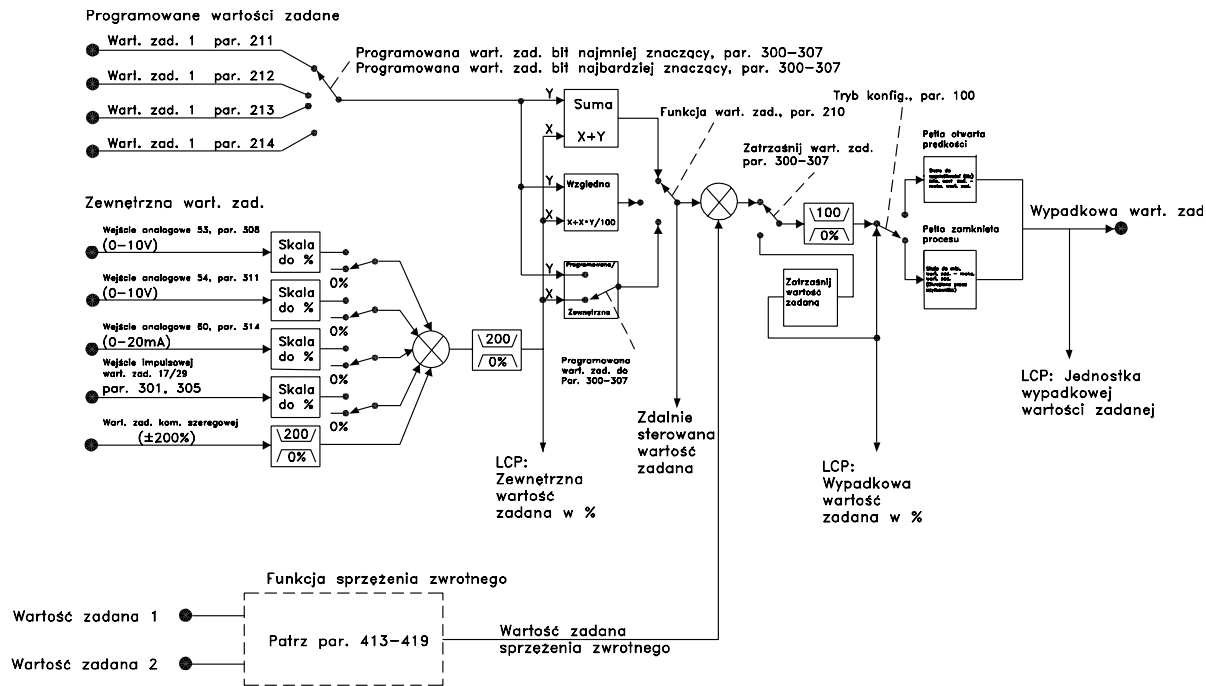 Programowane wartości zadane
Wart. zad. 1 par. 211
Wart. zad. 1 par. 212
Wart. zad. 1 par. 213
Wart. zad. 1 par. 214
Programowana wart. zad. bit najmniej znaczący, par. 300-307
Programowana wart. zad. bit najbardziej znaczący, par. 300-307
Zewnętrzna wart. zad.
Wejście analogowe 53, par. 308
(0-10V)
Skala
do %
0%
Wejście analogowe 54, par. 311
(0-10V)
Skala
do %
0%
Wejście analogowe 60, par. 314
(0-20mA)
Skala
do %
0%
Wejście impulsowej
wart. zad. 17/29
par. 301, 305
Skala
do %
0%
Wart. zad. kom. szeregowej
(±200%)
200
0%
200
0%
Y
X
Suma
X+Y
Y
X
Względna
X+X*Y/100
Y
X
Programowana/
Zewnętrzna
Programowana
wart. zad. do
Par. 300-307
Funkcja wart. zad., par. 210
Zatrzaśnij wart. zad.
par. 300-307
Tryb konfig., par. 100
100
0%
Zatrzaśnij
wartość
zadaną
Pętla otwarta
prędkości
Pętla zamknięta
procesu
Wypadkowa wart. zad
LCP: Jednostka
wypadkowej
wartości zadanej
LCP:
Zewnętrzna
wartość
zadana w %
Zdalnie
sterowana
wartość
zadana
LCP:
Wypadkowa
wartość
zadana w %
Funkcja sprzężenia zwrotnego
Wartość zadana 1
Wartość zadana 2
Patrz par. 413-419
Wartość zadana
sprzężenia zwrotnego